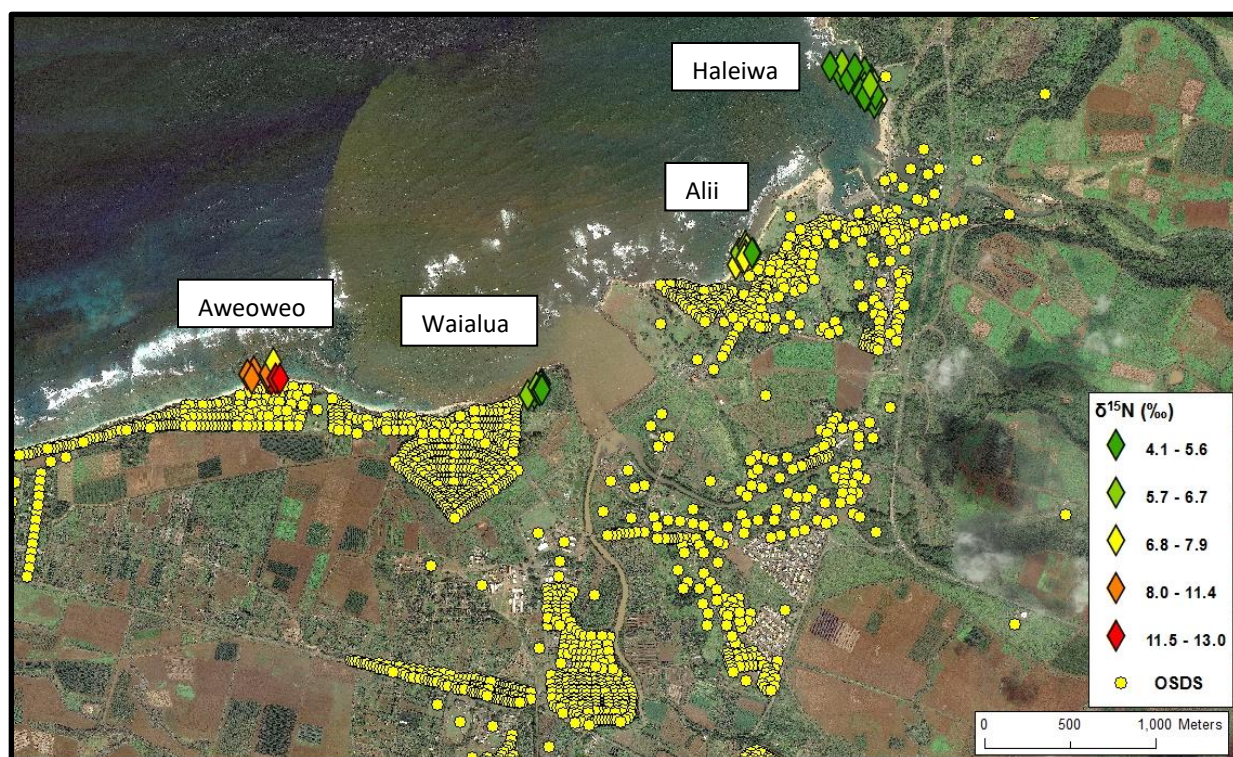 Haleiwa
Alii
Aweoweo
Waialua
δ¹⁵N (‰)
4.1 - 5.6
5.7 - 6.7
6.8 - 7.9
8.0 - 11.4
11.5 - 13.0
OSDS
0 500 1,000 Meters